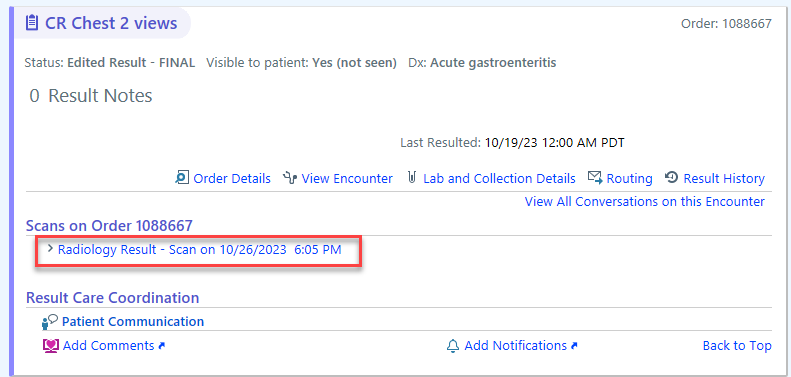 CR Chest 2 views Order: 1088667
Status: Edited Result - FINAL Visible to patient: Yes (not seen) Dx: Acute gastroenteritis
0 Result Notes
Last Resulted: 10/19/23 12:00 AM PDT
Order Details View Encounter Lab and Collection Details Routing Result History
View All Conversations on this Encounter
Scans on Order 1088667
Radiology Result - Scan on 10/26/2023 6:05 PM
Result Care Coordination
Patient Communication
Add Comments Add Notifications Back to Top